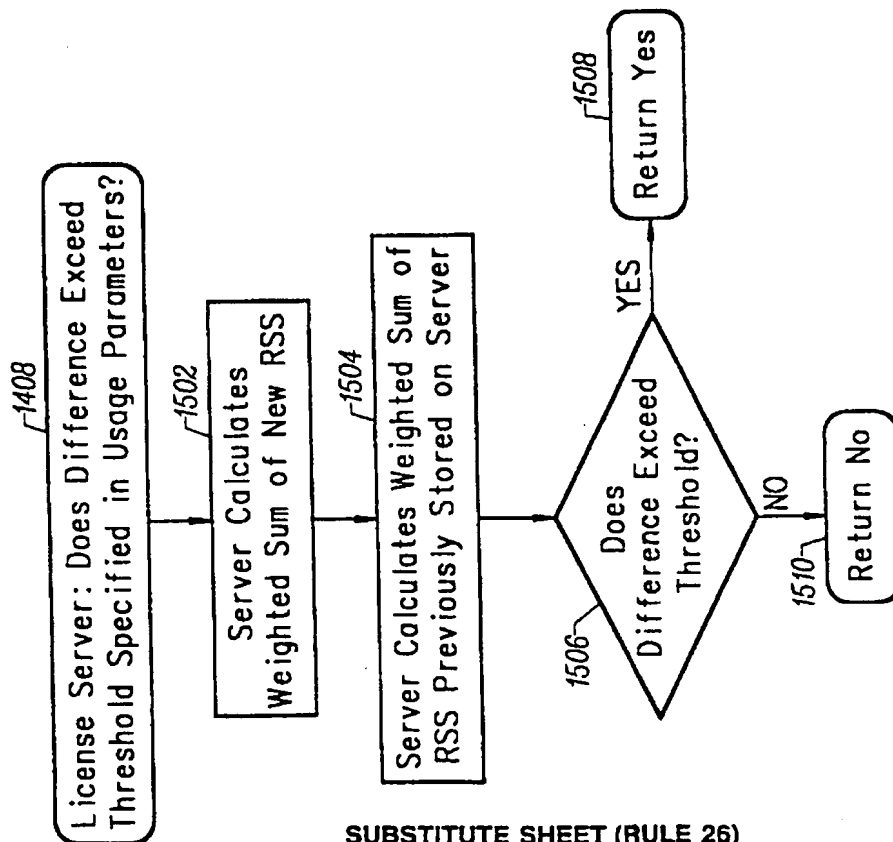 1408
License Server: Does Difference Exceed
Threshold Specified in Usage Parameters?
1502
Server Calculates
Weighted Sum of New RSS
1504
Server Calculates Weighted Sum of
RSS Previously Stored on Server
1506
Does
Difference Exceed
Threshold?
YES
1508
Return Yes
NO
1510
Return No
SUBSTITUTE SHEET (RULE 26)